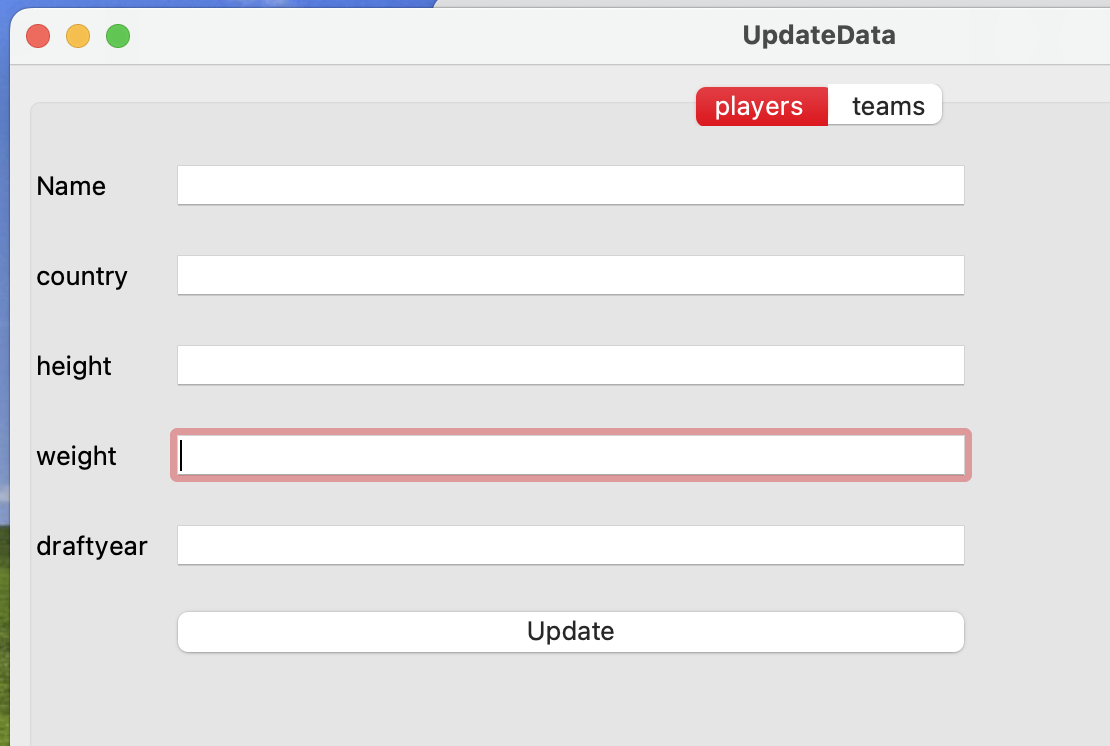 UpdateData
players teams
Name
country
height
weight
draftyear
Update